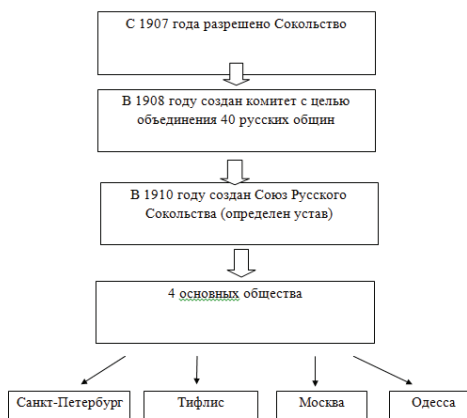 С 1907 года разрешено Сокольство
В 1908 году создан комитет с целью
объединения 40 русских общин
В 1910 году создан Союз Русского
Сокольства (определен устав)
4 основных общества
Санкт-Петербург Тифлис Москва Одесса